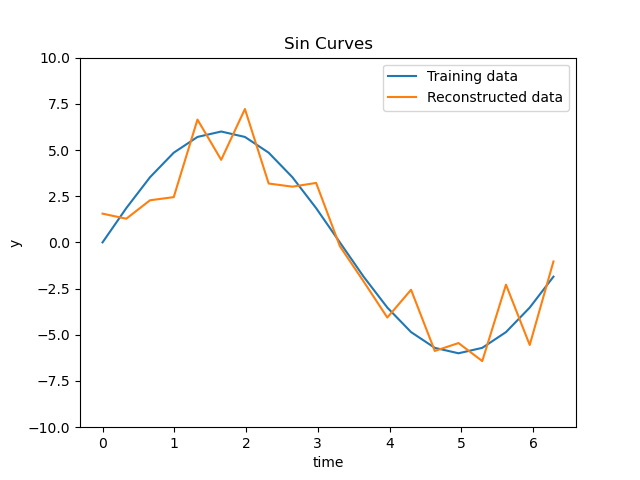 Sin Curves
Training data
Reconstructed data
10.0
7.5
5.0
2.5
0.0
−2.5
−5.0
−7.5
−10.0
y
0 1 2 3 4 5 6
time